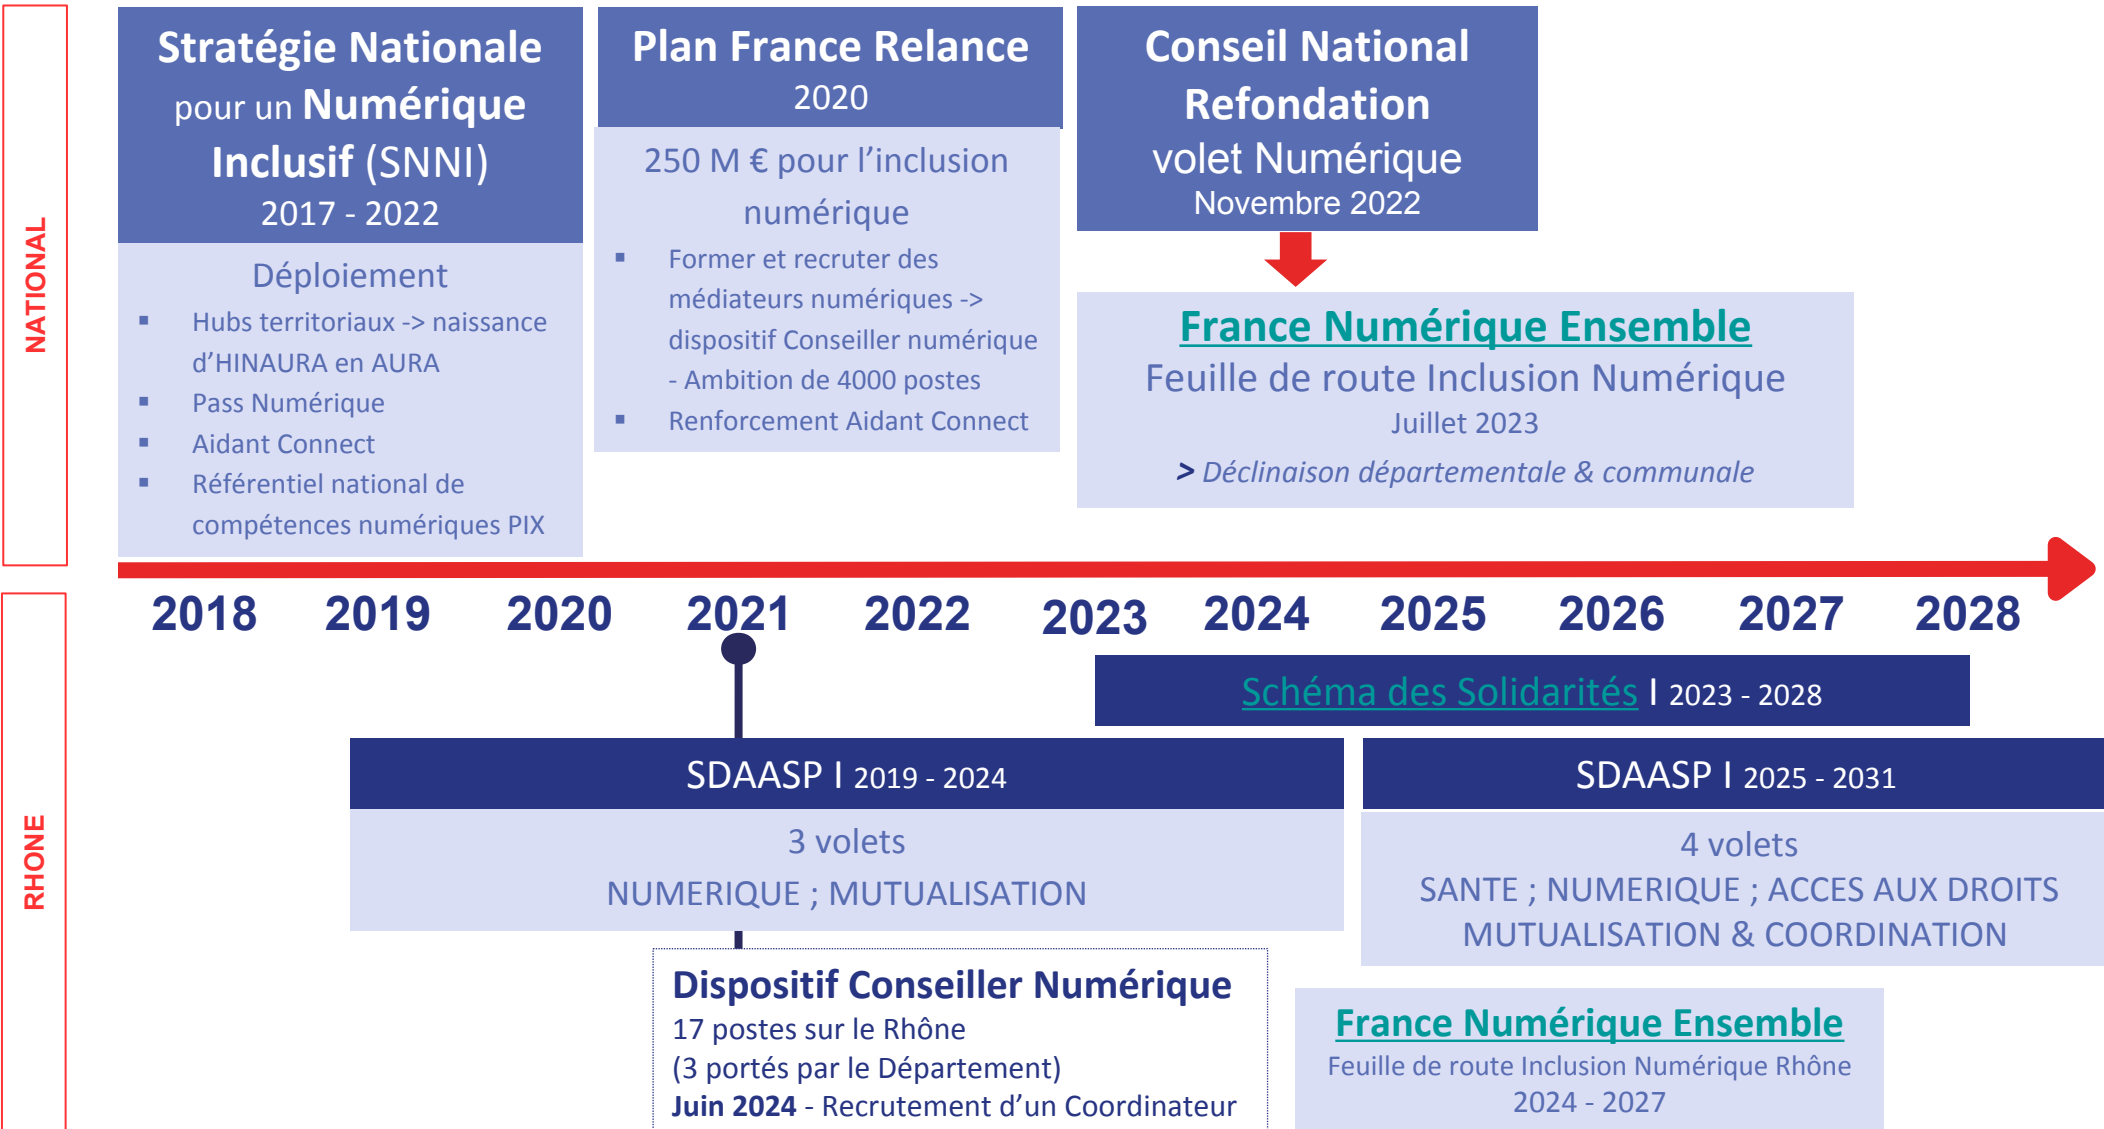 NATIONAL
Stratégie Nationale
pour un Numérique
Inclusif (SNNI)
2017 - 2022
Déploiement
▪ Hubs territoriaux -> naissance
d'HINAURA en AURA
▪ Pass Numérique
▪ Aidant Connect
▪ Référentiel national de
compétences numériques PIX
Plan France Relance
2020
250 M € pour l'inclusion
numérique
▪ Former et recruter des
médiateurs numériques ->
dispositif Conseiller numérique
- Ambition de 4000 postes
▪ Renforcement Aidant Connect
Conseil National
Refondation
volet Numérique
Novembre 2022
France Numérique Ensemble
Feuille de route Inclusion Numérique
Juillet 2023
> Déclinaison départementale & communale
2018 2019 2020 2021 2022 2023 2024 2025 2026 2027 2028
RHONE
Schéma des Solidarités I 2023 - 2028
SDAASP I 2019 - 2024
3 volets
NUMERIQUE ; MUTUALISATION
SDAASP I 2025 - 2031
4 volets
SANTE ; NUMERIQUE ; ACCES AUX DROITS
MUTUALISATION & COORDINATION
Dispositif Conseiller Numérique
17 postes sur le Rhône
(3 portés par le Département)
Juin 2024 - Recrutement d'un Coordinateur
France Numérique Ensemble
Feuille de route Inclusion Numérique Rhône
2024 - 2027